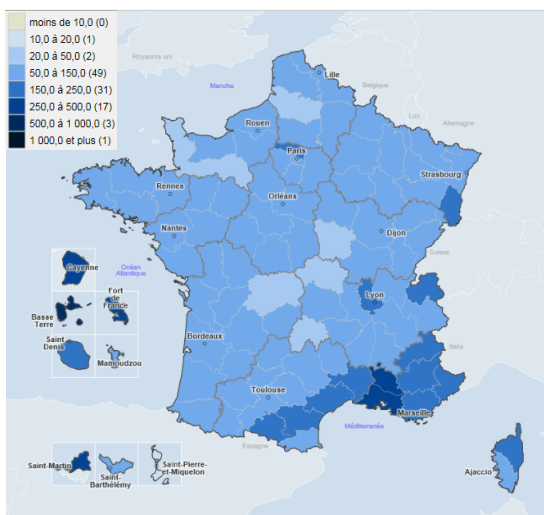 moins de 10,0 (0)
10,0 à 20,0 (1)
20,0 à 50,0 (2)
50,0 à 150,0 (49)
150,0 à 250,0 (31)
250,0 à 500,0 (17)
500,0 à 1 000,0 (3)
1 000,0 et plus (1)
Royaume uni
Manche
Lille
Belgique
Lux
Allemagne
Rouen
Paris
Strasbourg
Rennes
Orléans
Nantes
Dijon
Suisse
Cayenne
Océan
Atlantique
Fort
de
France
Basse
Terre
Lyon
Saint
Denis
Mamoudzou
Bordeaux
Italie
Toulouse
Marseille
Méditerranée
Espagne
Saint-Martin
Saint-
Barthélémy
Saint-Pierre-
et-Miquelon
Ajaccio